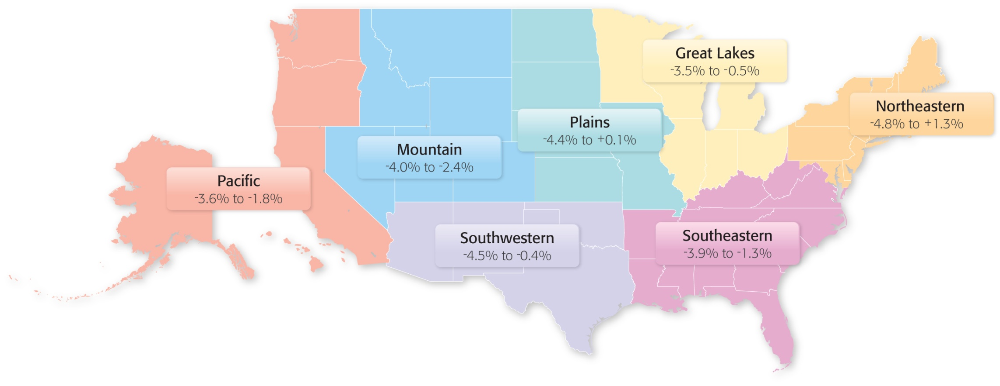 Great Lakes
-3.5% to -0.5%
Northeastern
-4.8% to +1.3%
Plains
-4.4% to +0.1%
Mountain
-4.0% to -2.4%
Pacific
-3.6% to -1.8%
Southwestern
-4.5% to -0.4%
Southeastern
-3.9% to -1.3%